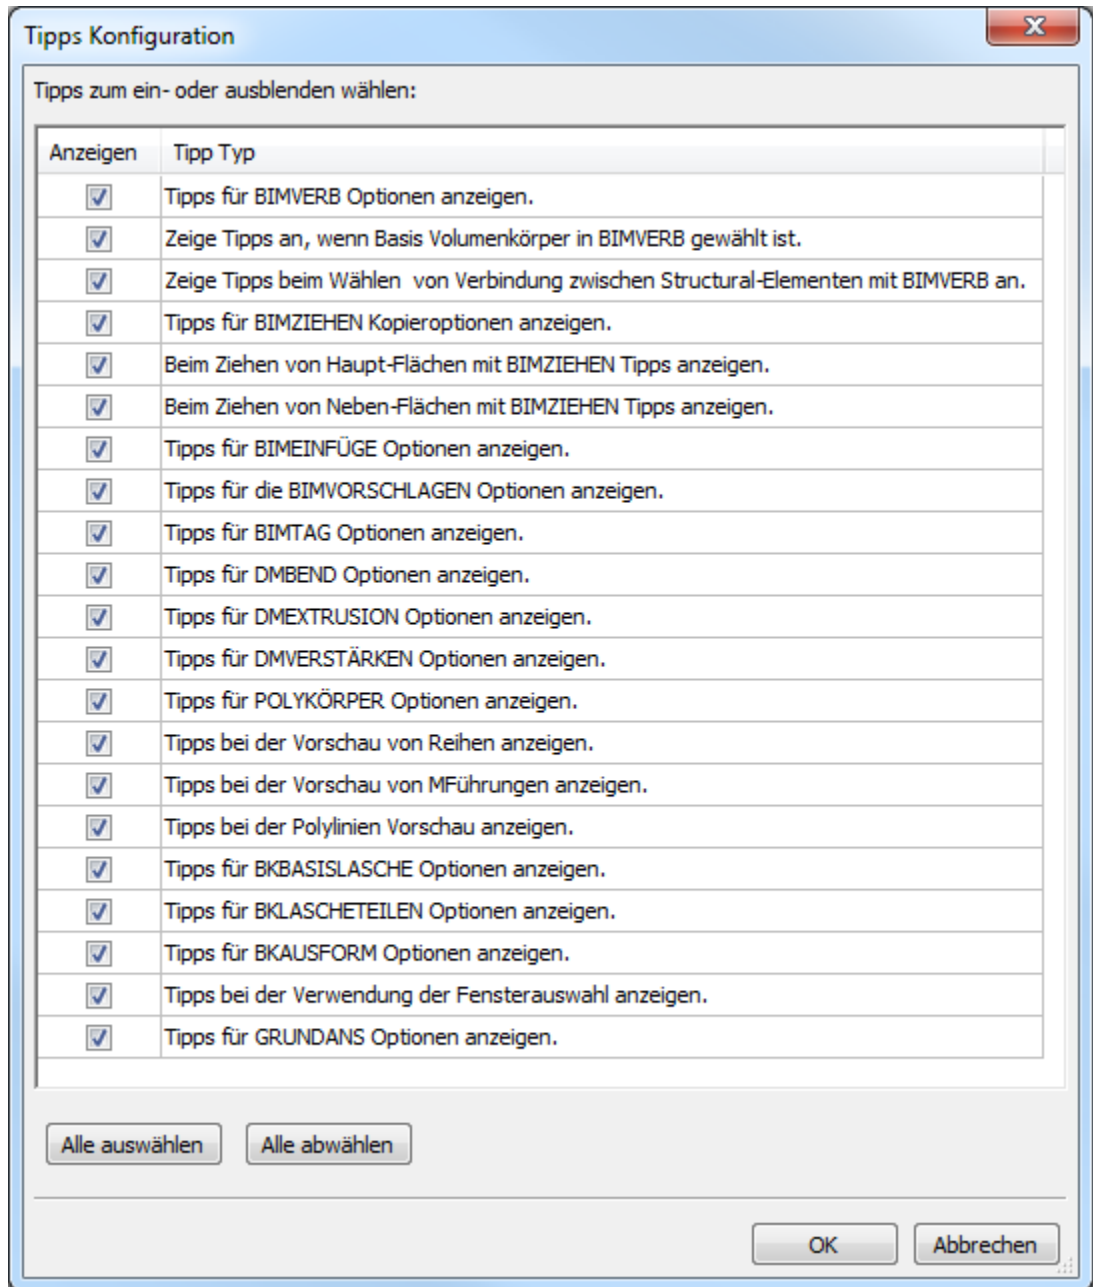 Tipps Konfiguration
Tipps zum ein- oder ausblenden wählen:
Anzeigen Tipp Typ
Tipps für BIMVERB Optionen anzeigen.
Zeige Tipps an, wenn Basis Volumenkörper in BIMVERB gewählt ist.
Zeige Tipps beim Wählen  von Verbindung zwischen Structural-Elementen mit BIMVERB an.
Tipps für BIMZIEHEN Kopieroptionen anzeigen.
Beim Ziehen von Haupt-Flächen mit BIMZIEHEN Tipps anzeigen.
Beim Ziehen von Neben-Flächen mit BIMZIEHEN Tipps anzeigen.
Tipps für BIMEINFÜGE Optionen anzeigen.
Tipps für die BIMVORSCHLAGEN Optionen anzeigen.
Tipps für BIMTAG Optionen anzeigen.
Tipps für DMBEND Optionen anzeigen.
Tipps für DMEXTRUSION Optionen anzeigen.
Tipps für DMVERSTÄRKEN Optionen anzeigen.
Tipps für POLYKÖRPER Optionen anzeigen.
Tipps bei der Vorschau von Reihen anzeigen.
Tipps bei der Vorschau von MFührungen anzeigen.
Tipps bei der Polylinien Vorschau anzeigen.
Tipps für BKBASISLASCHE Optionen anzeigen.
Tipps für BKLASCHETEILEN Optionen anzeigen.
Tipps für BKAUSFORM Optionen anzeigen.
Tipps bei der Verwendung der Fensterauswahl anzeigen.
Tipps für GRUNDANS Optionen anzeigen.
Alle auswählen Alle abwählen
OK Abbrechen